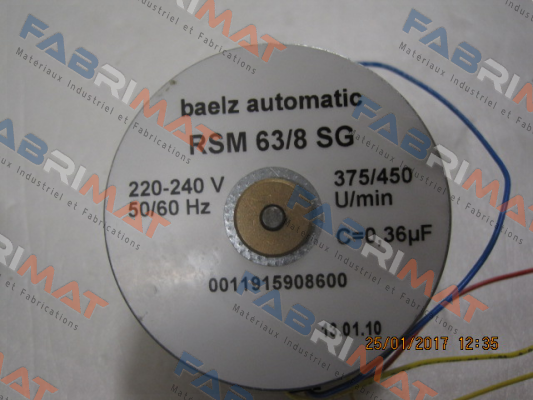 baelz automatic
RSM 63/8 SG
220-240 V
50/60 Hz
375/450
U/min
C=0,36µF
0011915908600
13.01.10
25/01/2017 12:35
FABRIMAT
Materiaux Industriel et Fabrications